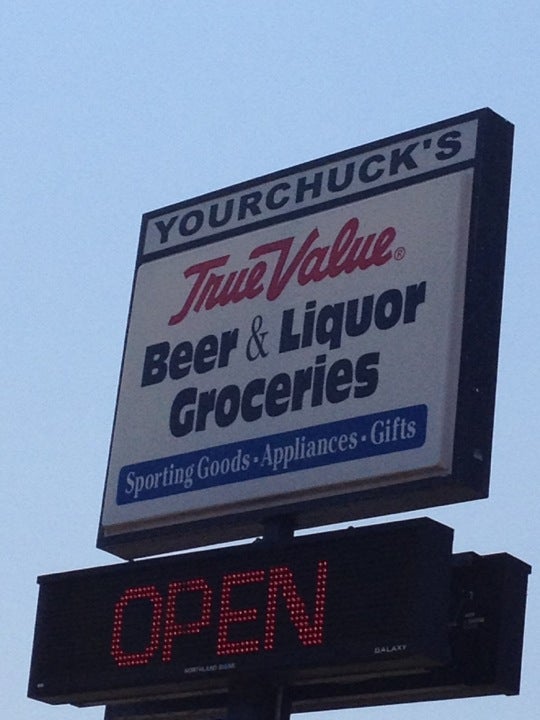 YOURCHUCK'S
True Value®
Beer & Liquor
Groceries
Sporting Goods • Appliances • Gifts
OPEN
GALAXY